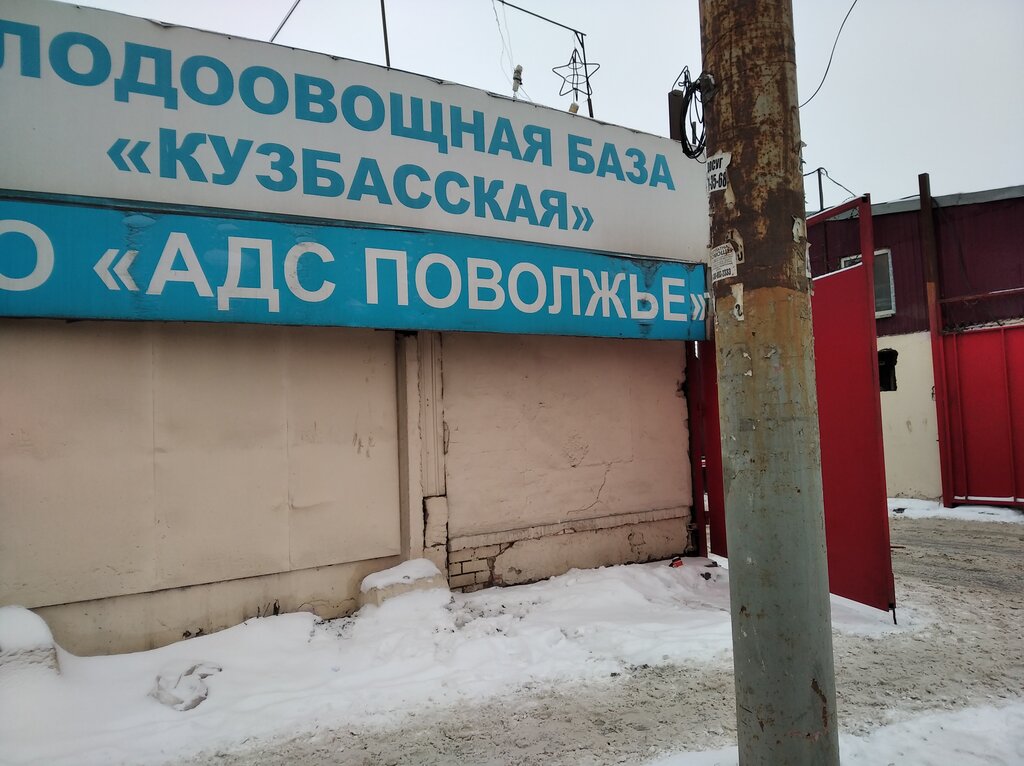 ЛОДООВОЩНАЯ БАЗА
«КУЗБАССКАЯ»
О «АДС ПОВОЛЖЬЕ»